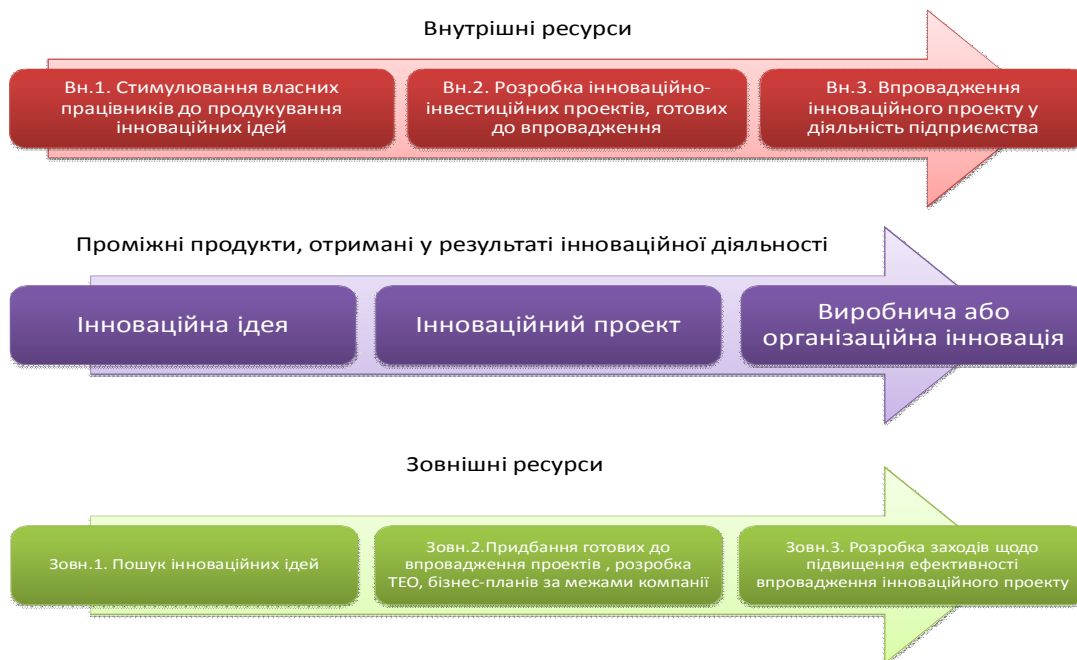 Внутрішні ресурси
Вн.1. Стимулювання власних
працівників до продукування
інноваційних ідей
Вн.2. Розробка інноваційно-
інвестиційних проектів, готових
до впровадження
Вн.3. Впровадження
інноваційного проекту у
діяльність підприємства
Проміжні продукти, отримані у результаті інноваційної діяльності
Інноваційна ідея
Інноваційний проект
Виробнича або
організаційна інновація
Зовнішні ресурси
Зовн.1. Пошук інноваційних ідей
Зовн.2.Придбання готових до
впровадження проектів , розробка
ТЕО, бізнес-планів за межами компанії
Зовн.3. Розробка заходів щодо
підвищення ефективності
впровадження інноваційного проекту